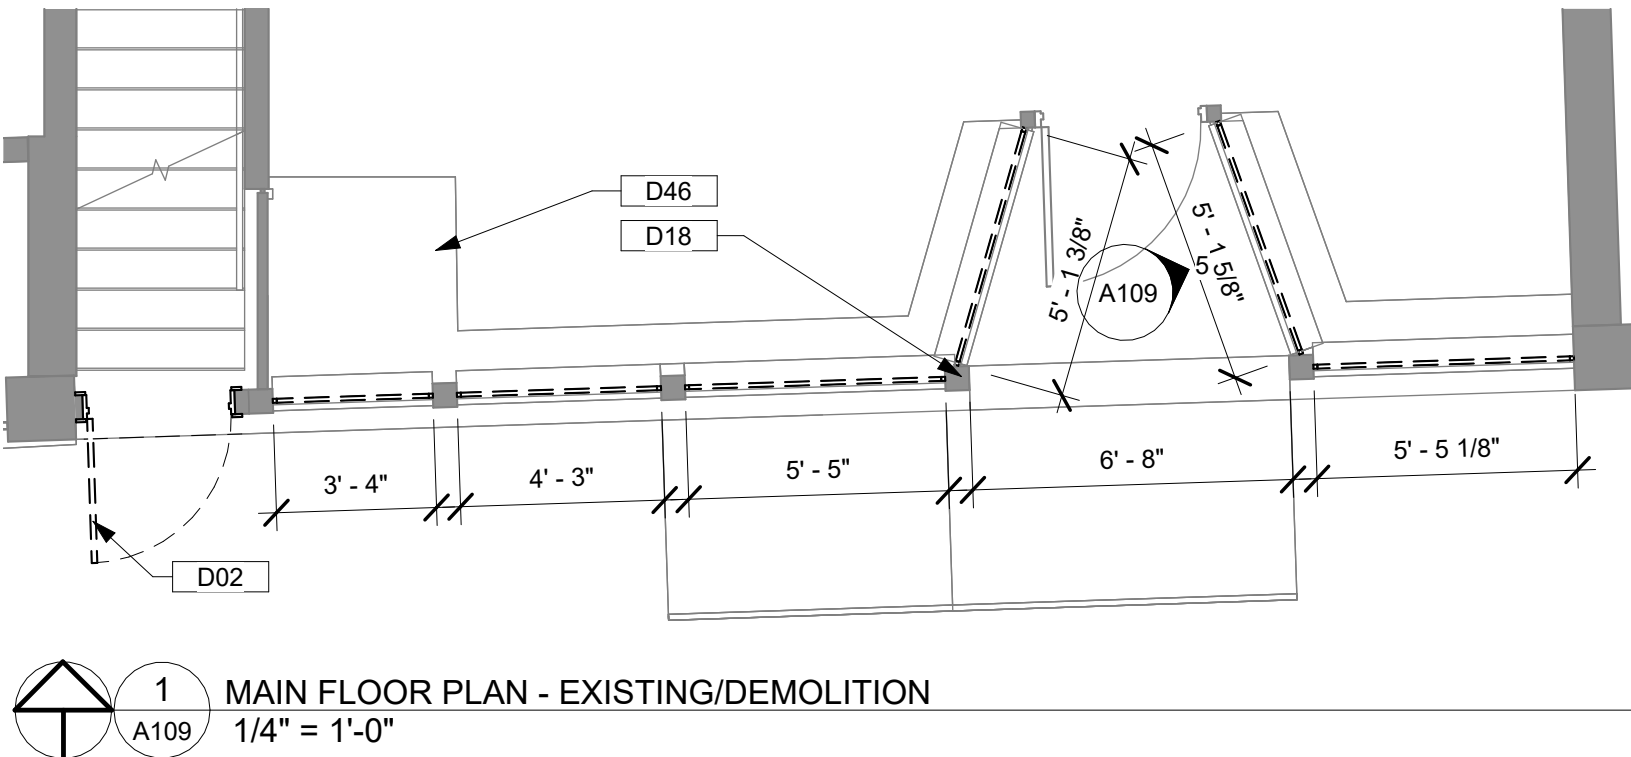 D46
D18
5' - 1 3/8"
5' - 1 5/8"
5
A109
3' - 4"
4' - 3"
5' - 5"
6' - 8"
5' - 5 1/8"
D02
1
A109
MAIN FLOOR PLAN - EXISTING/DEMOLITION
1/4" = 1'-0"